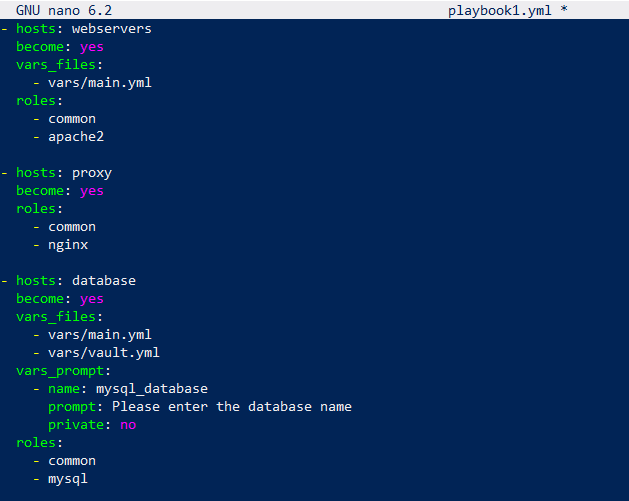 GNU nano 6.2 playbook1.yml *
- hosts: webservers
  become: yes
  vars_files:
    - vars/main.yml
  roles:
    - common
    - apache2

- hosts: proxy
  become: yes
  roles:
    - common
    - nginx

- hosts: database
  become: yes
  vars_files:
    - vars/main.yml
    - vars/vault.yml
  vars_prompt:
    - name: mysql_database
      prompt: Please enter the database name
      private: no
  roles:
    - common
    - mysql